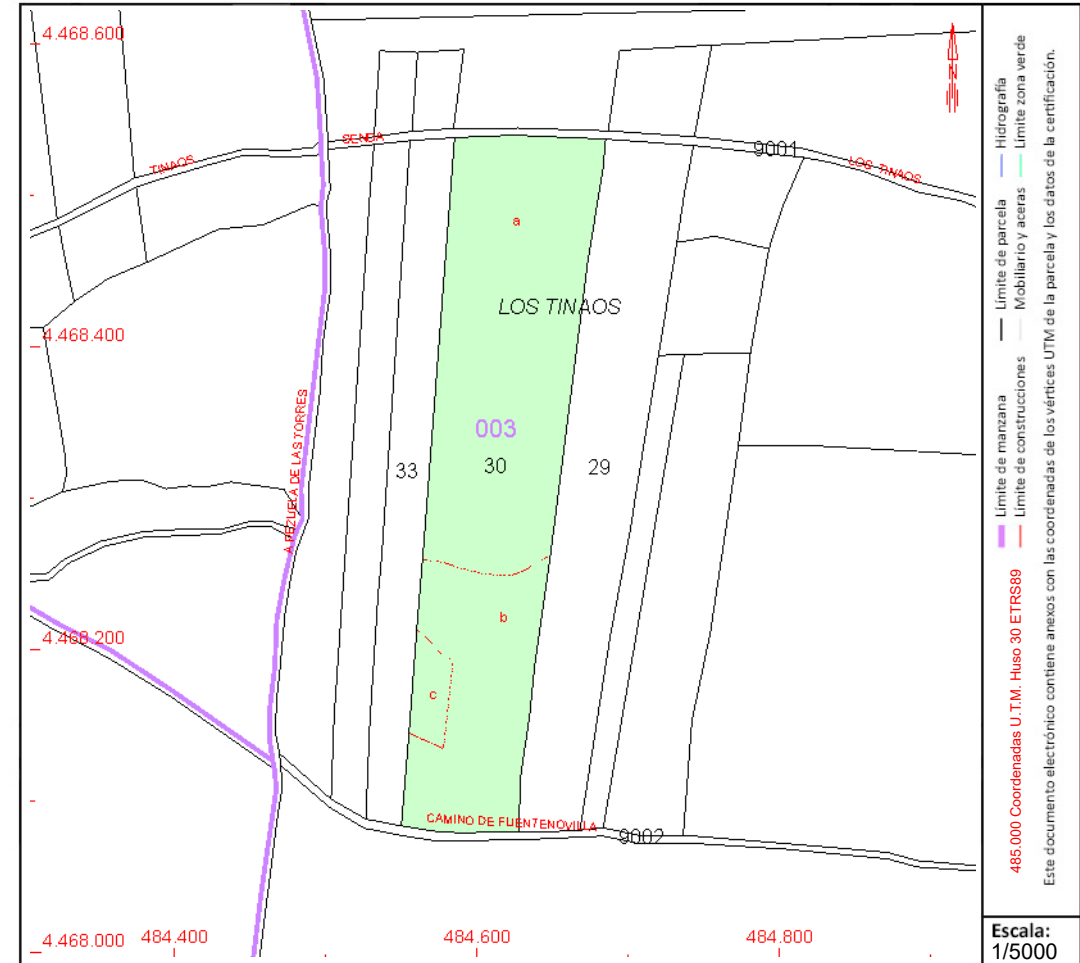 4.468.600
SENDA
9001
TINAOS
LOS TINAOS
a
LOS TINAOS
4.468.400
003
33
30
29
A PEZUELA DE LAS TORRES
b
4.468.200
c
CAMINO DE FUENTENOVILLA
9002
4.468.000
484.400
484.600
484.800
N
Límite de manzana
Límite de parcela
Hidrografía
Límite de construcciones
Mobiliario y aceras
Límite zona verde
485.000 Coordenadas U.T.M. Huso 30 ETRS89
Este documento electrónico contiene anexos con las coordenadas de los vértices UTM de la parcela y los datos de la certificación.
Escala:
1/5000